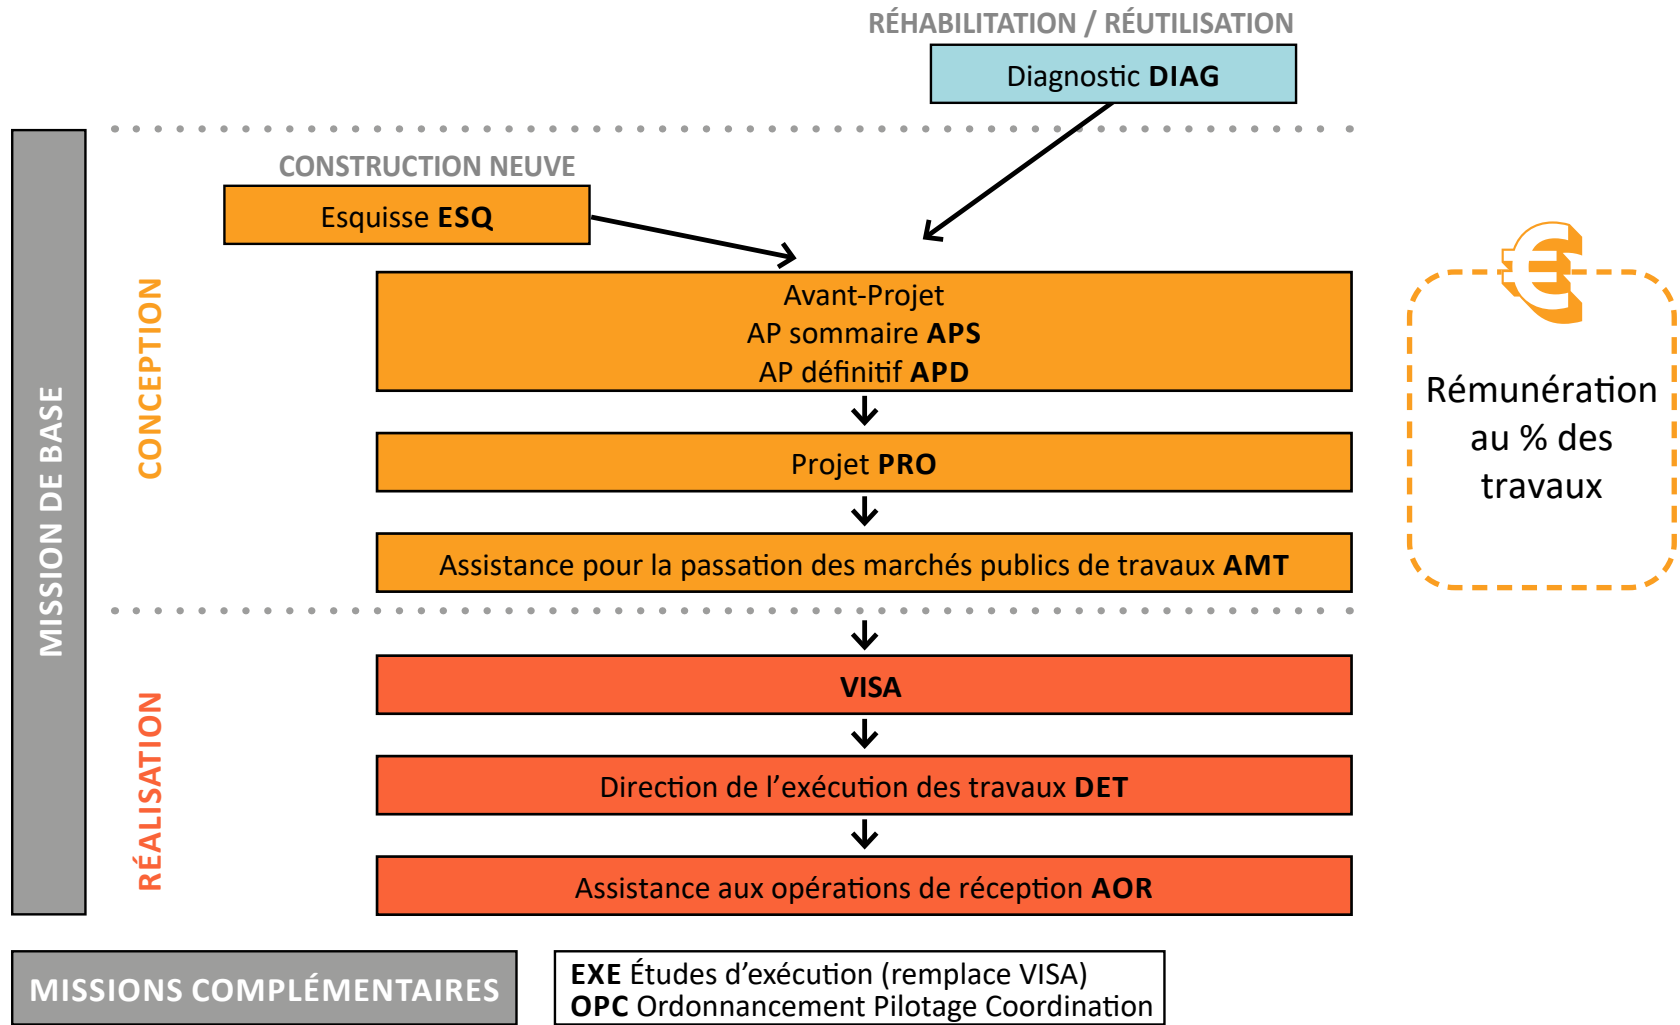 RÉHABILITATION / RÉUTILISATION
Diagnostic DIAG
CONSTRUCTION NEUVE
Esquisse ESQ
MISSION DE BASE
CONCEPTION
Avant-Projet
AP sommaire APS
AP définitif APD
Projet PRO
Assistance pour la passation des marchés publics de travaux AMT
€
Rémunération
au % des
travaux
RÉALISATION
VISA
Direction de l’exécution des travaux DET
Assistance aux opérations de réception AOR
MISSIONS COMPLÉMENTAIRES
EXE Études d’exécution (remplace VISA)
OPC Ordonnancement Pilotage Coordination